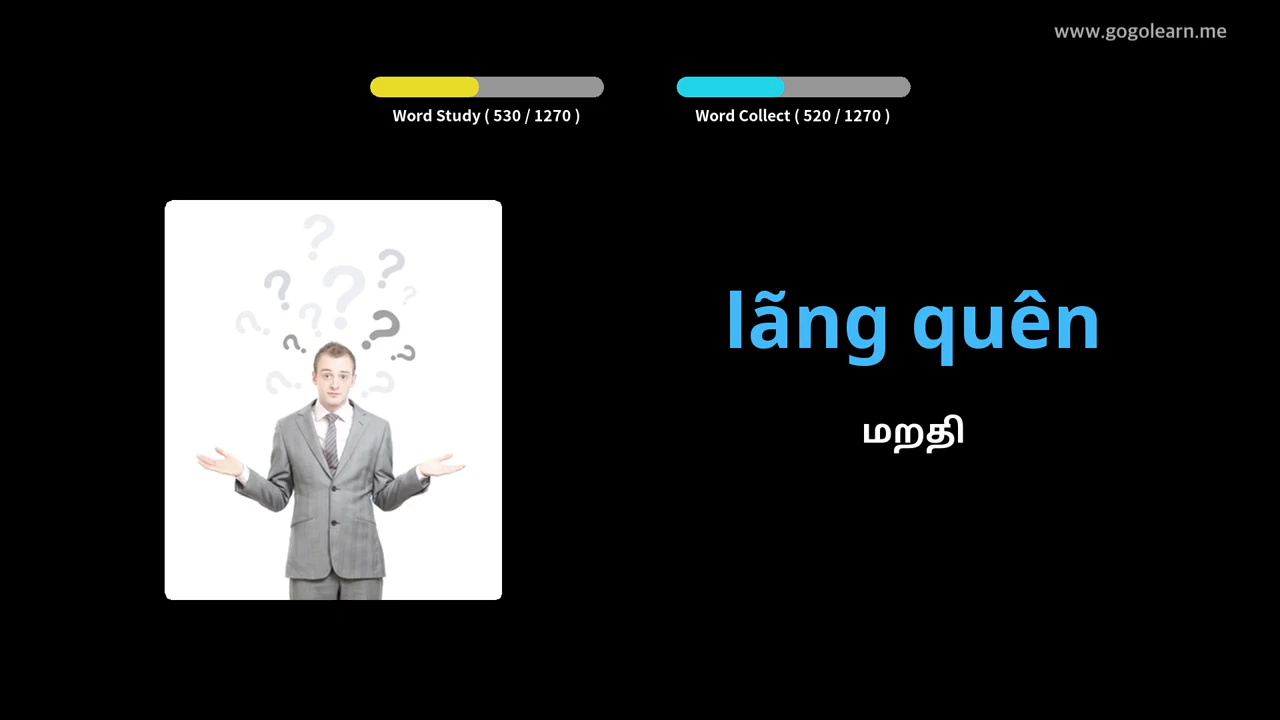 www.gogolearn.me
Word Study ( 530 / 1270 )
Word Collect ( 520 / 1270 )
lãng quên
மறதி